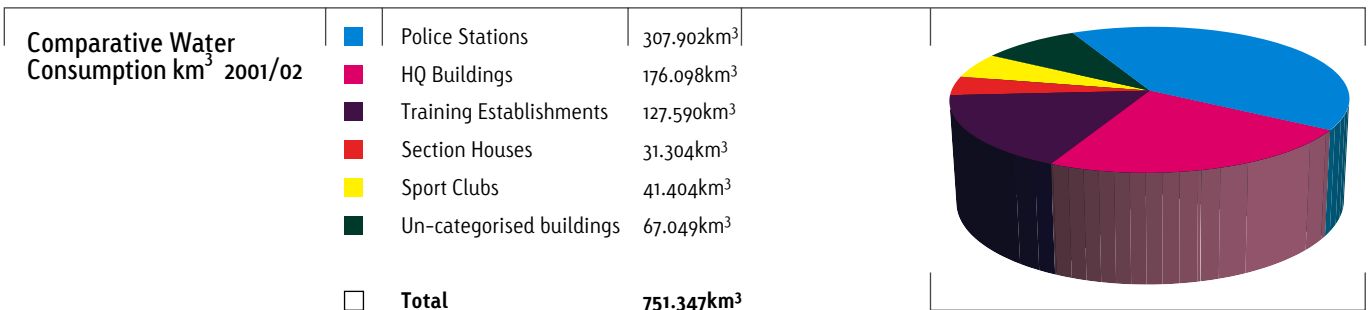 Comparative Water
Consumption km³ 2001/02
Police Stations 307.902km³
HQ Buildings 176.098km³
Training Establishments 127.590km³
Section Houses 31.304km³
Sport Clubs 41.404km³
Un-categorised buildings 67.049km³
Total 751.347km³